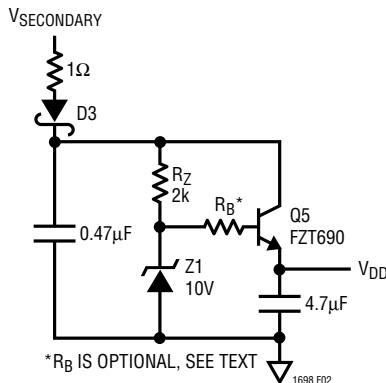 VSECONDARY
1Ω
D3
RZ
2k
RB*
Q5
FZT690
0.47µF
Z1
10V
VDD
4.7µF
*RB IS OPTIONAL, SEE TEXT
1698 F02